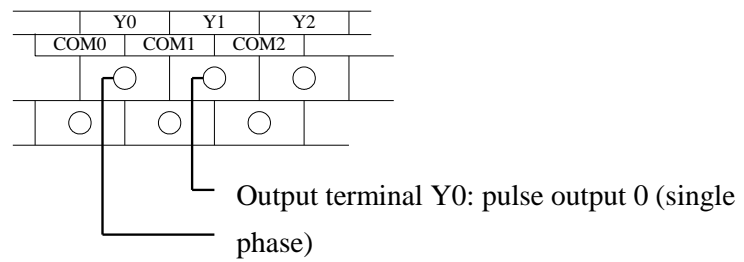 Y0 Y1 Y2
COM0 COM1 COM2
Output terminal Y0: pulse output 0 (single
phase)